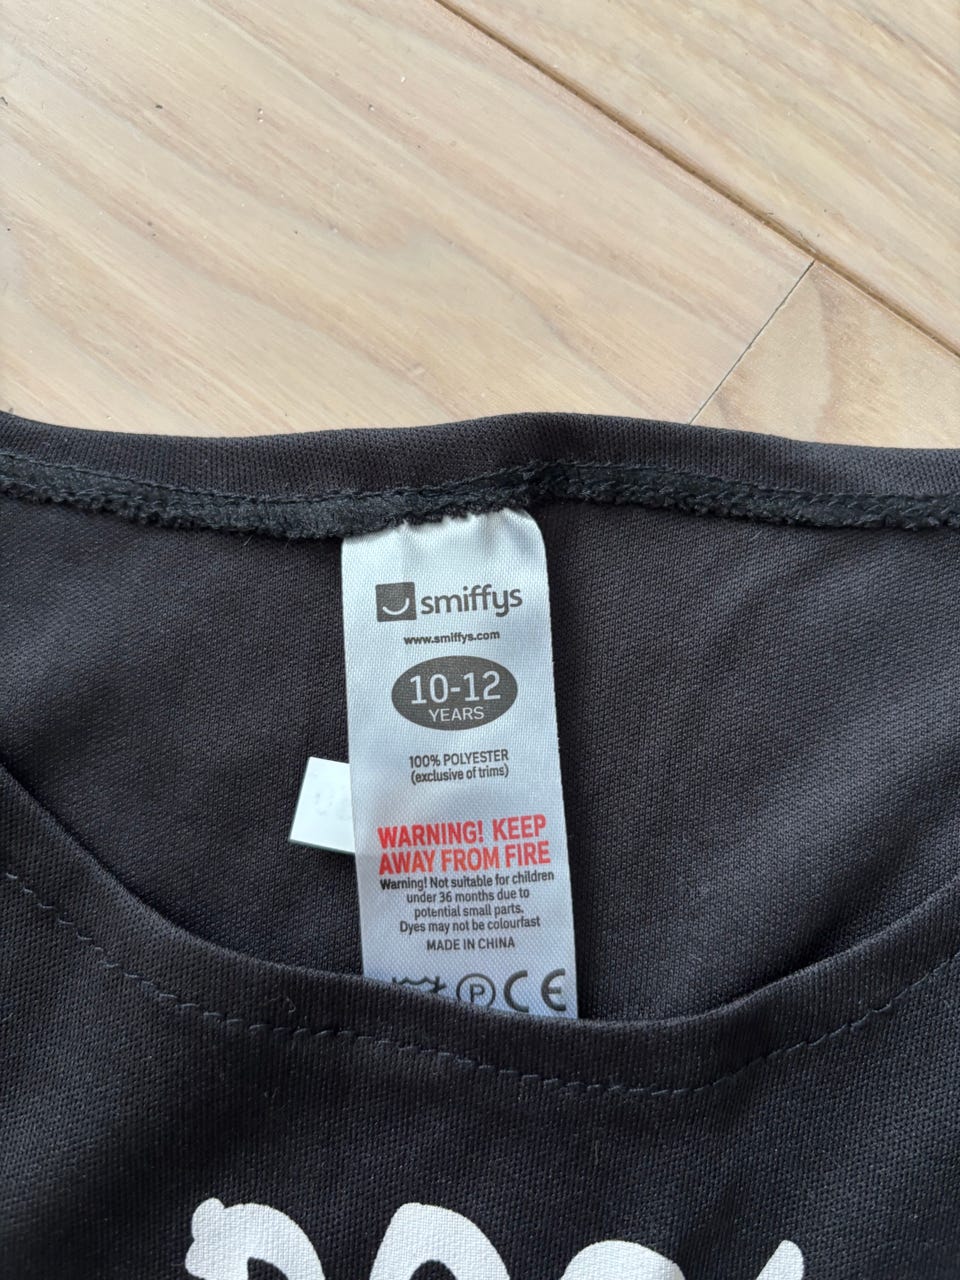 smiffys
www.smiffys.com
10-12
YEARS
100% POLYESTER
(exclusive of trims)
WARNING! KEEP
AWAY FROM FIRE
Warning! Not suitable for children
under 36 months due to
potential small parts.
Dyes may not be colourfast
MADE IN CHINA
P CE